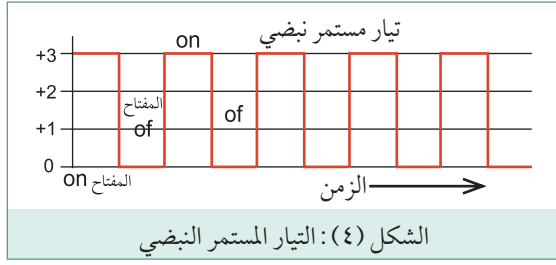 تيار مستمر نبضي
on
+3
+2
المفتاح
of
of
+1
0
on المفتاح
الزمن
الشكل (٤): التيار المستمر النبضي